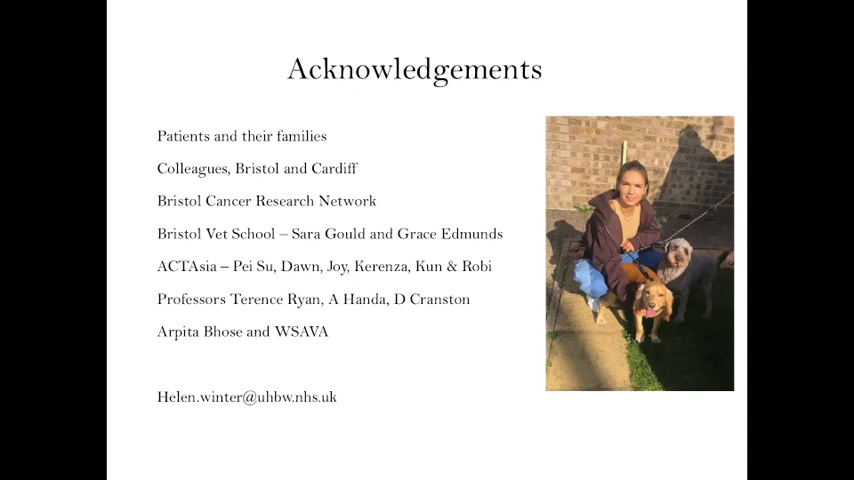 Acknowledgements
Patients and their families
Colleagues, Bristol and Cardiff
Bristol Cancer Research Network
Bristol Vet School – Sara Gould and Grace Edmunds
ACTAsia – Pei Su, Dawn, Joy, Kerenza, Kun & Robi
Professors Terence Ryan, A Handa, D Cranston
Arpita Bhose and WSAVA
Helen.winter@uhbw.nhs.uk